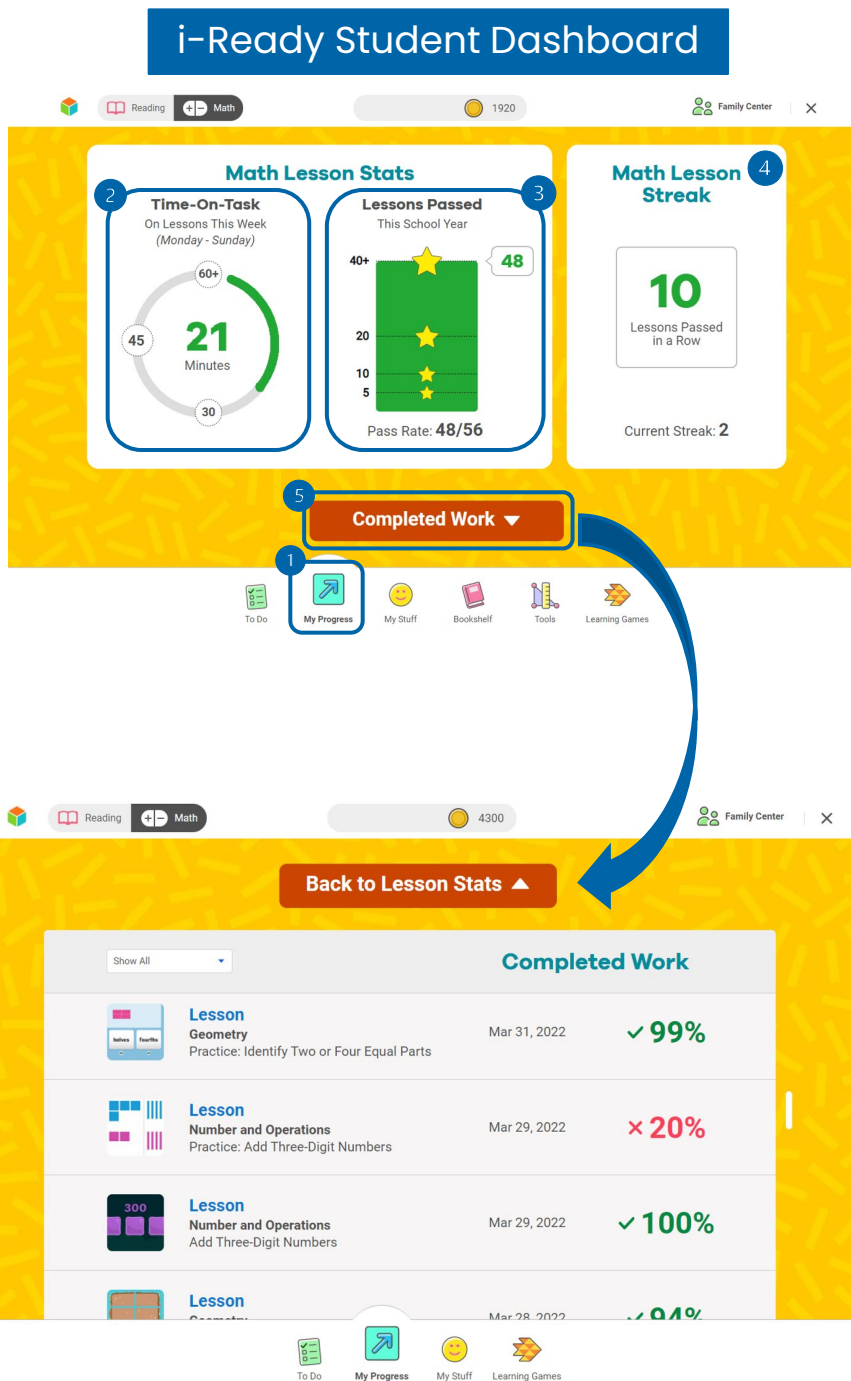 i-Ready Student Dashboard
Reading
Math
1920
Family Center
Math Lesson Stats
2
Time-On-Task
On Lessons This Week
(Monday - Sunday)
60+
45
21
Minutes
30
3
Lessons Passed
This School Year
40+
48
20
10
5
Pass Rate: 48/56
4
Math Lesson
Streak
10
Lessons Passed
in a Row
Current Streak: 2
5
Completed Work
1
To Do
My Progress
My Stuff
Bookshelf
Tools
Learning Games
Reading
Math
4300
Family Center
Back to Lesson Stats
Show All
Completed Work
halves fourths
Lesson
Geometry
Practice: Identify Two or Four Equal Parts
Mar 31, 2022
99%
Lesson
Number and Operations
Practice: Add Three-Digit Numbers
Mar 29, 2022
20%
300
Lesson
Number and Operations
Add Three-Digit Numbers
Mar 29, 2022
100%
Lesson
Geometry
Mar 28, 2022
94%
To Do
My Progress
My Stuff
Learning Games